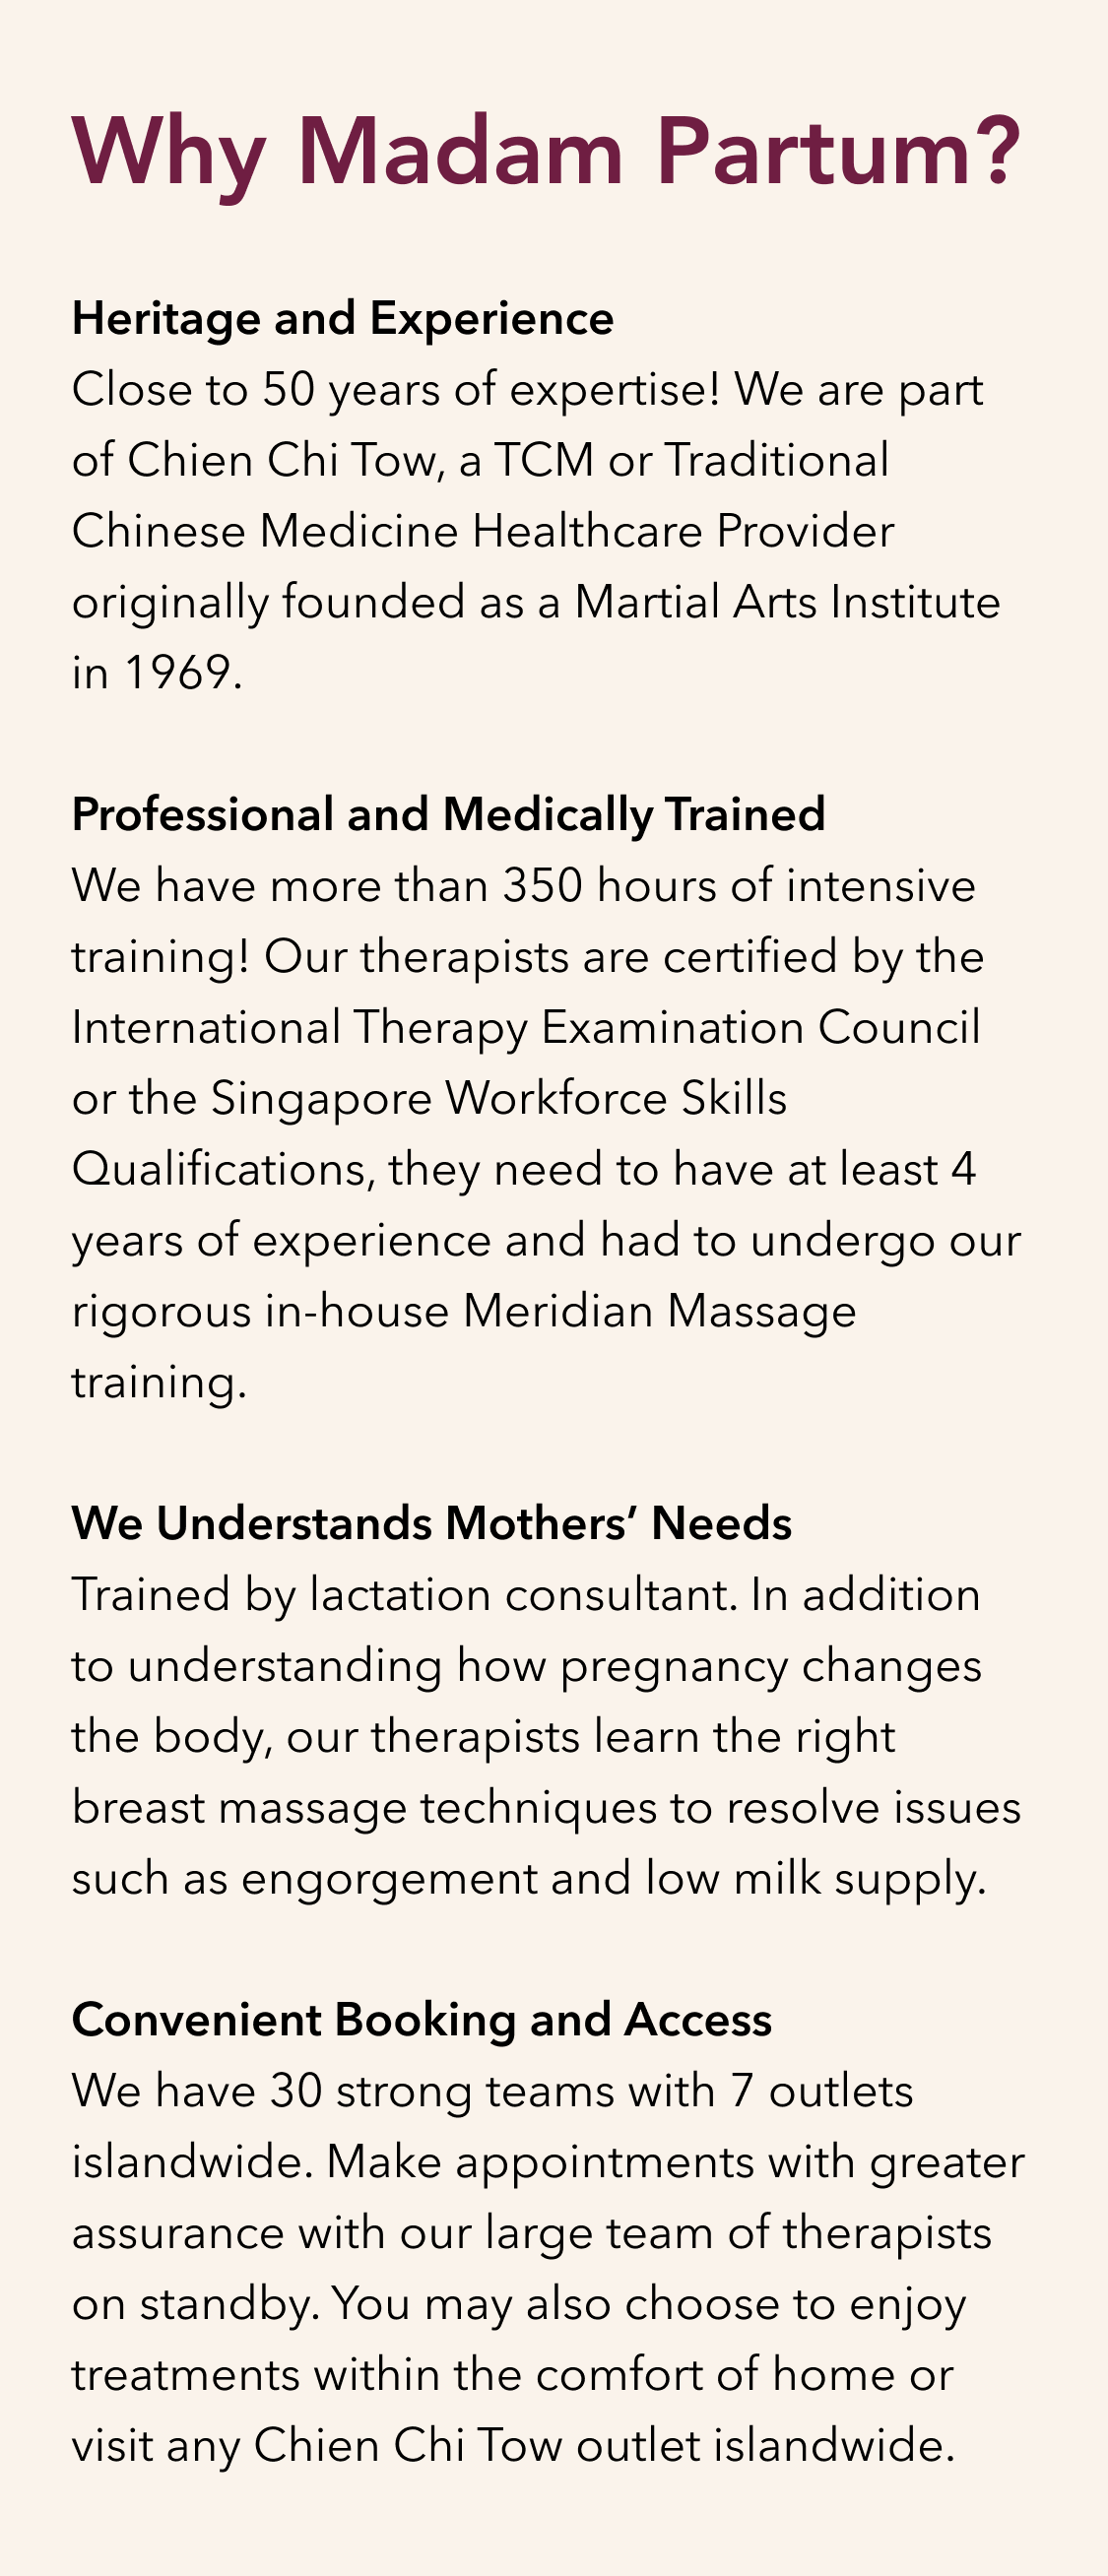 Why Madam Partum?
Heritage and Experience
Close to 50 years of expertise! We are part
of Chien Chi Tow, a TCM or Traditional
Chinese Medicine Healthcare Provider
originally founded as a Martial Arts Institute
in 1969.
Professional and Medically Trained
We have more than 350 hours of intensive
training! Our therapists are certified by the
International Therapy Examination Council
or the Singapore Workforce Skills
Qualifications, they need to have at least 4
years of experience and had to undergo our
rigorous in-house Meridian Massage
training.
We Understands Mothers’ Needs
Trained by lactation consultant. In addition
to understanding how pregnancy changes
the body, our therapists learn the right
breast massage techniques to resolve issues
such as engorgement and low milk supply.
Convenient Booking and Access
We have 30 strong teams with 7 outlets
islandwide. Make appointments with greater
assurance with our large team of therapists
on standby. You may also choose to enjoy
treatments within the comfort of home or
visit any Chien Chi Tow outlet islandwide.